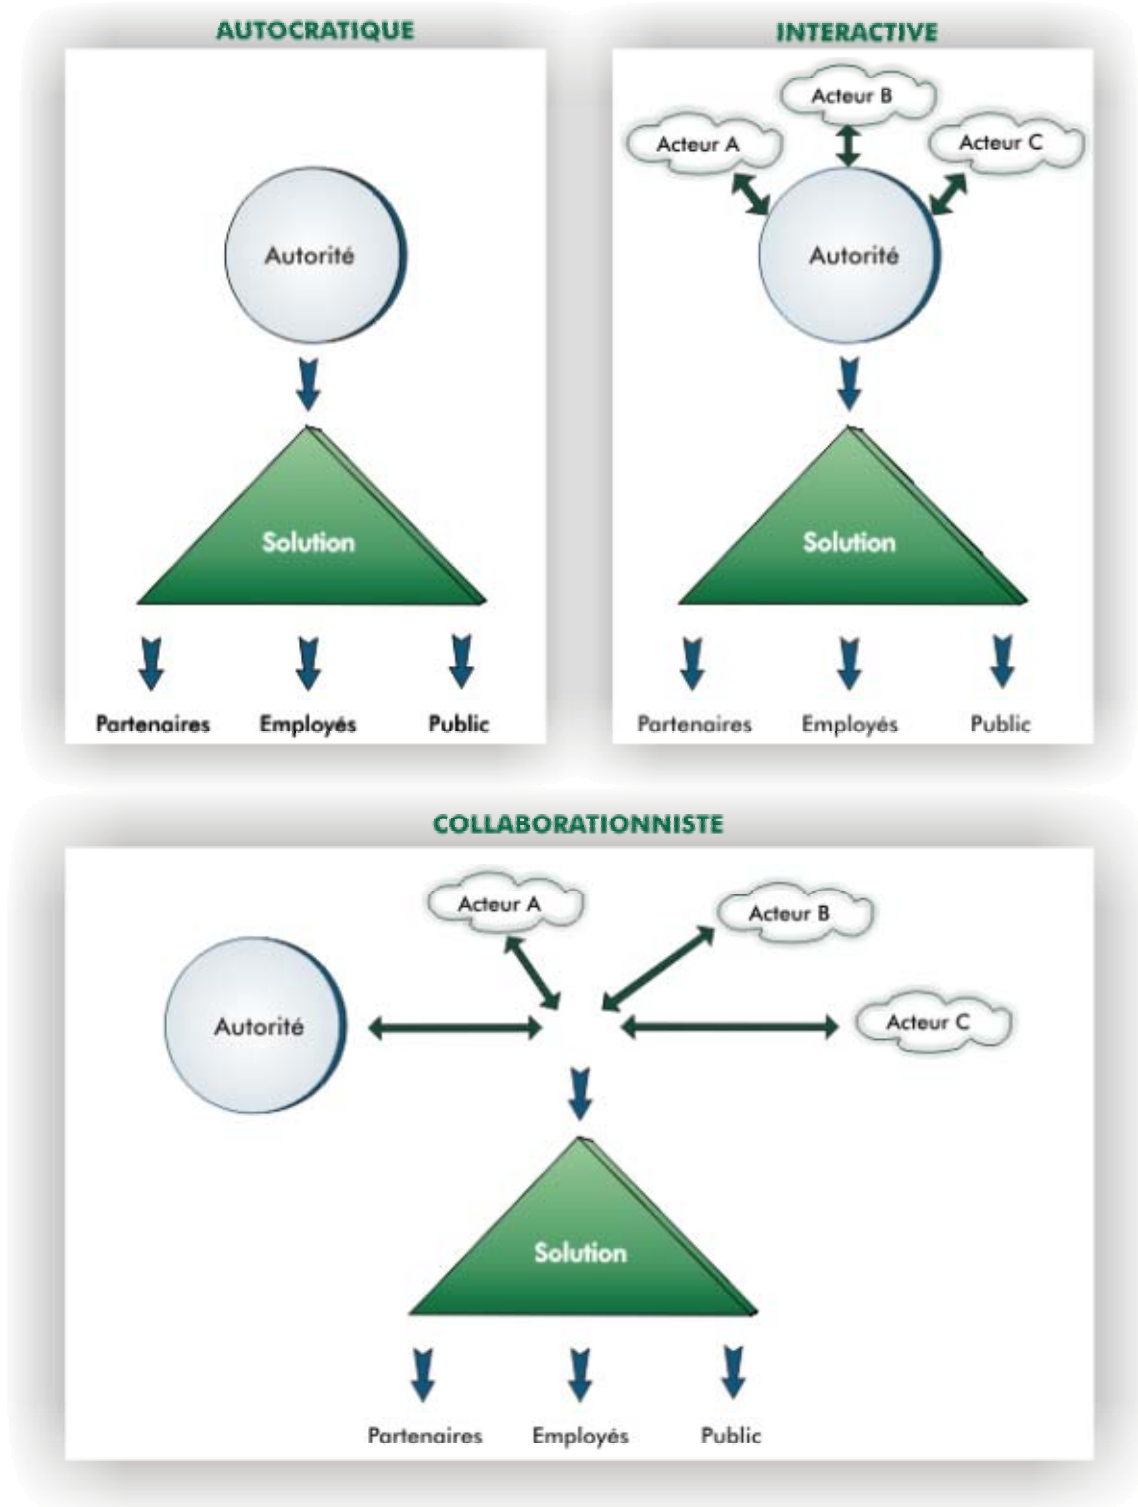 AUTOCRATIQUE
Autorité
Solution
Partenaires Employés Public
INTERACTIVE
Acteur B
Acteur A
Acteur C
Autorité
Solution
Partenaires Employés Public
COLLABORATIONNISTE
Acteur A
Acteur B
Autorité
Acteur C
Solution
Partenaires Employés Public